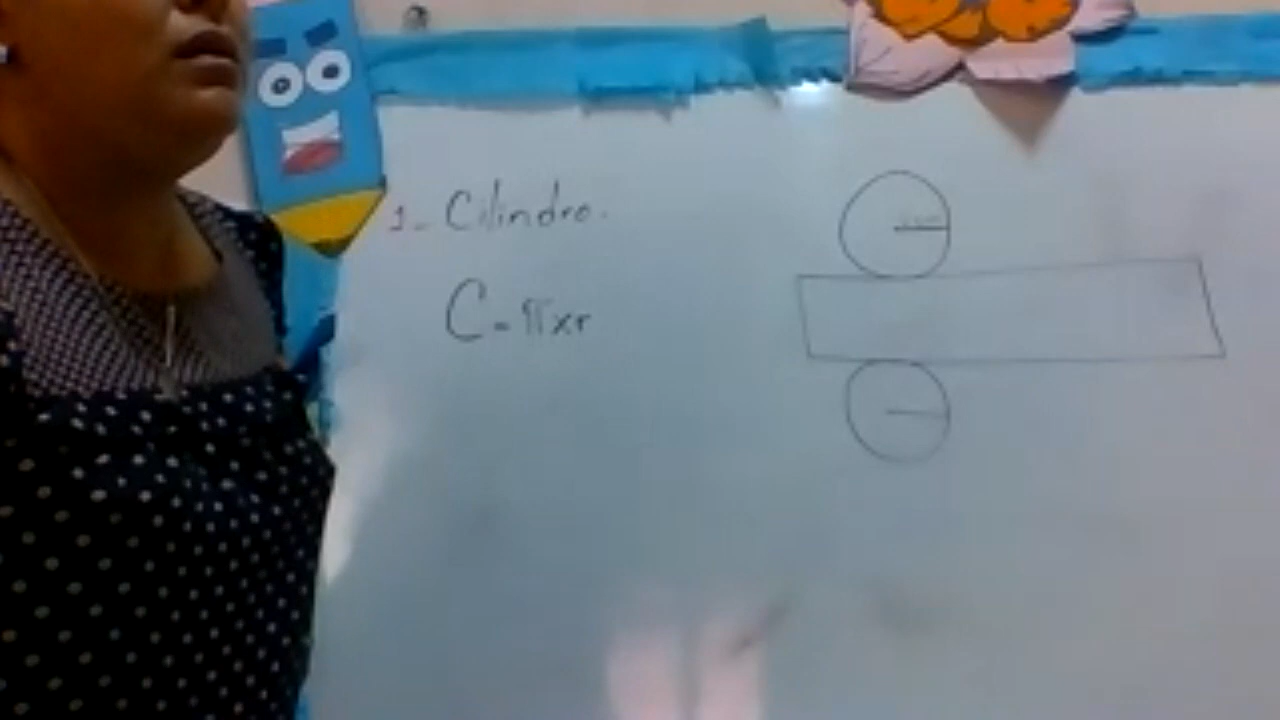 1- Cilindro.
C = πxr